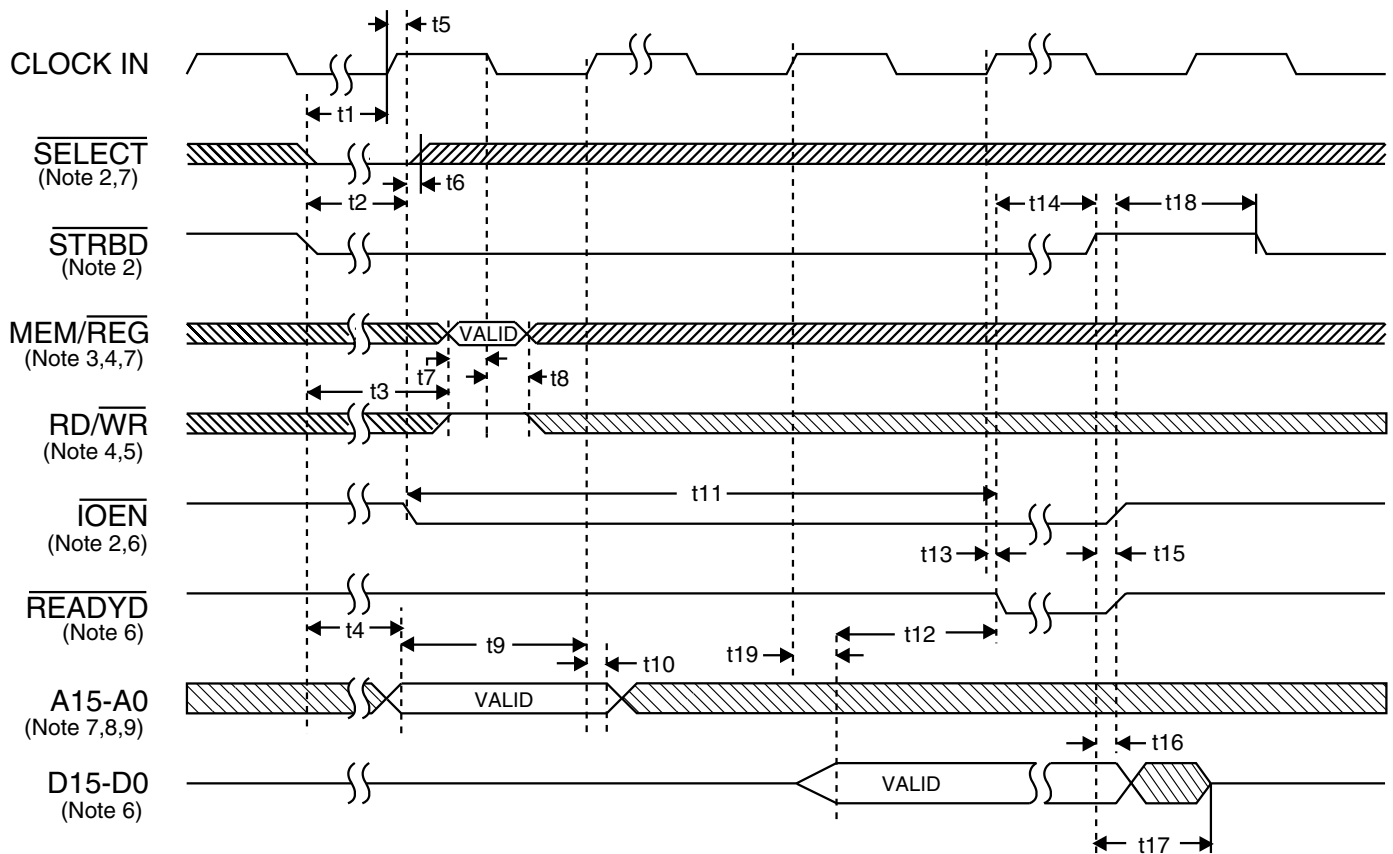 t5
CLOCK IN
t1
SELECT
(Note 2,7)
t6
t2
t14
t18
STRBD
(Note 2)
MEM/REG
VALID
(Note 3,4,7)
t7
t8
t3
RD/WR
(Note 4,5)
t11
IOEN
(Note 2,6)
t13
t15
READYD
(Note 6)
t4
t9
t12
t19
t10
A15-A0
VALID
(Note 7,8,9)
t16
D15-D0
VALID
(Note 6)
t17